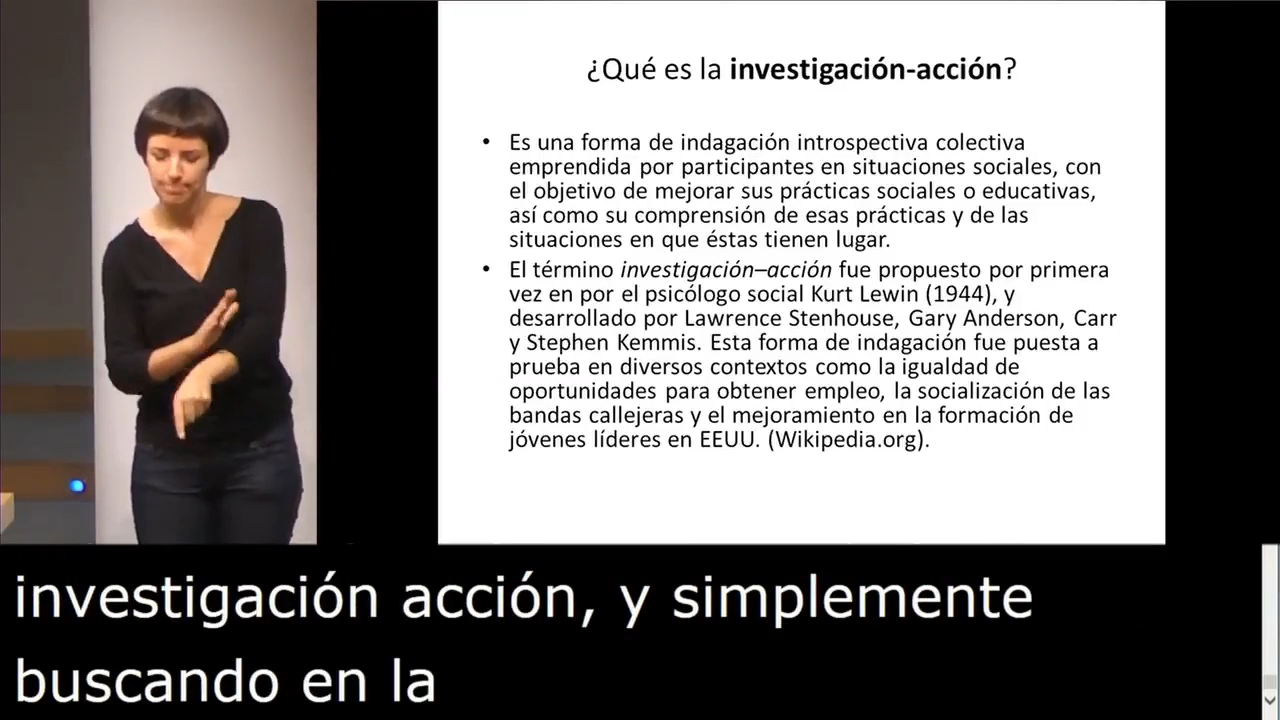 ¿Qué es la investigación-acción?
• Es una forma de indagación introspectiva colectiva
emprendida por participantes en situaciones sociales, con
el objetivo de mejorar sus prácticas sociales o educativas,
así como su comprensión de esas prácticas y de las
situaciones en que éstas tienen lugar.
• El término investigación–acción fue propuesto por primera
vez en por el psicólogo social Kurt Lewin (1944), y
desarrollado por Lawrence Stenhouse, Gary Anderson, Carr
y Stephen Kemmis. Esta forma de indagación fue puesta a
prueba en diversos contextos como la igualdad de
oportunidades para obtener empleo, la socialización de las
bandas callejeras y el mejoramiento en la formación de
jóvenes líderes en EEUU. (Wikipedia.org).
investigación acción, y simplemente
buscando en la